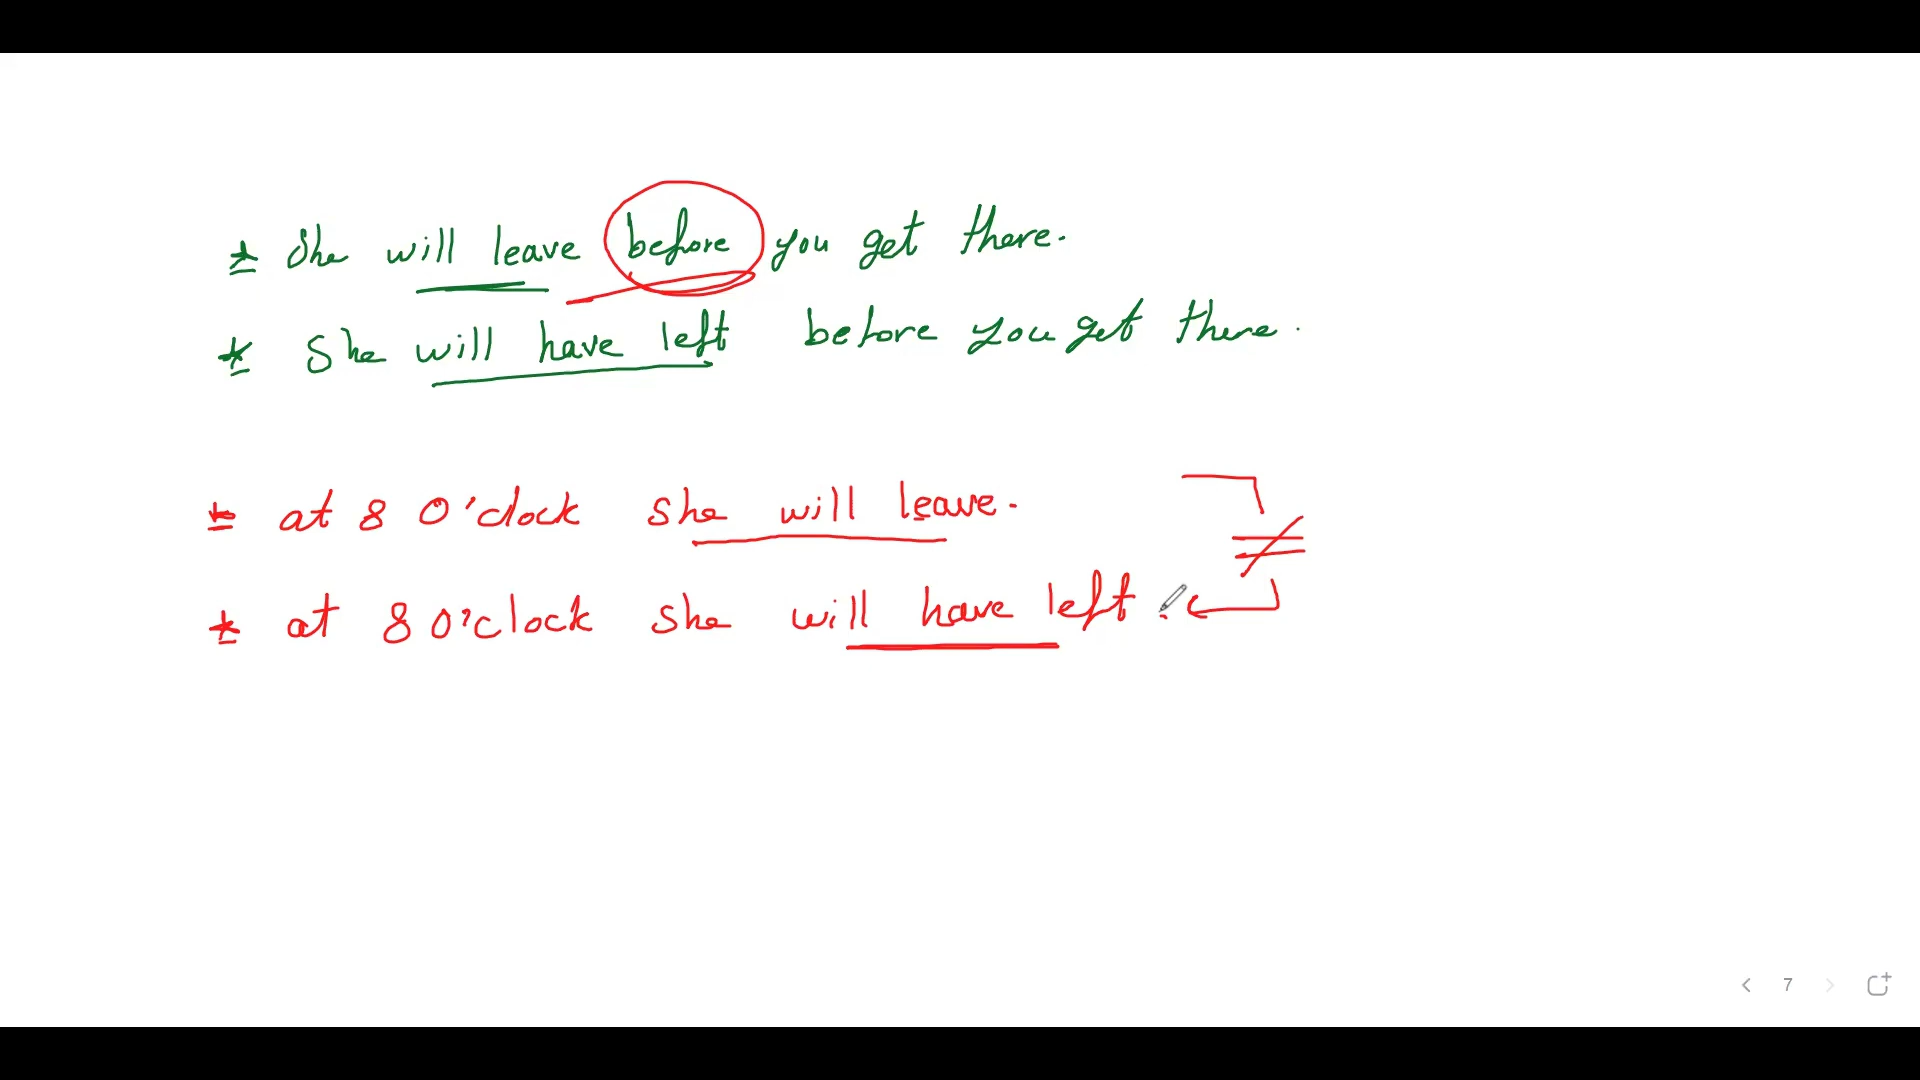 * She will leave before you get there.
* She will have left before you get there.
* at 8 O'clock she will leave.
≠
* at 8 O'clock she will have left.
7